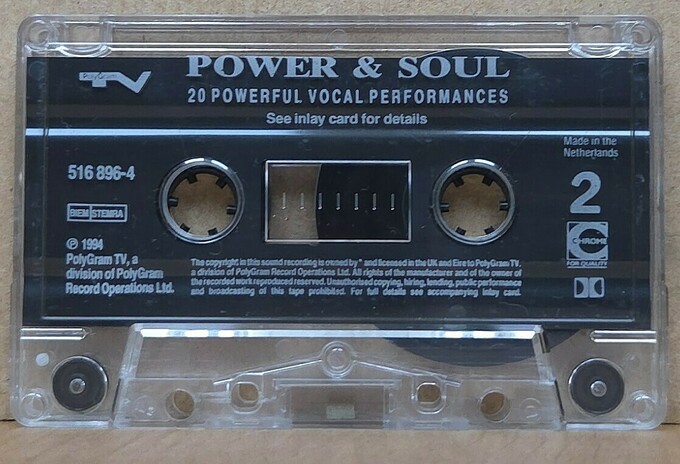 PolyGram TV
POWER & SOUL
20 POWERFUL VOCAL PERFORMANCES
See inlay card for details
Made in the
Netherlands
516 896-4
2
BIEM STEMRA
CHROME
FOR QUALITY
℗ 1994
PolyGram TV, a
division of PolyGram
Record Operations Ltd.
The copyright in this sound recording is owned by * and licensed in the UK and Eire to PolyGram TV,
a division of PolyGram Record Operations Ltd. All rights of the manufacturer and of the owner of
the recorded work reproduced reserved. Unauthorised copying, hiring, lending, public performance
and broadcasting of this tape prohibited. For full details see accompanying inlay card.